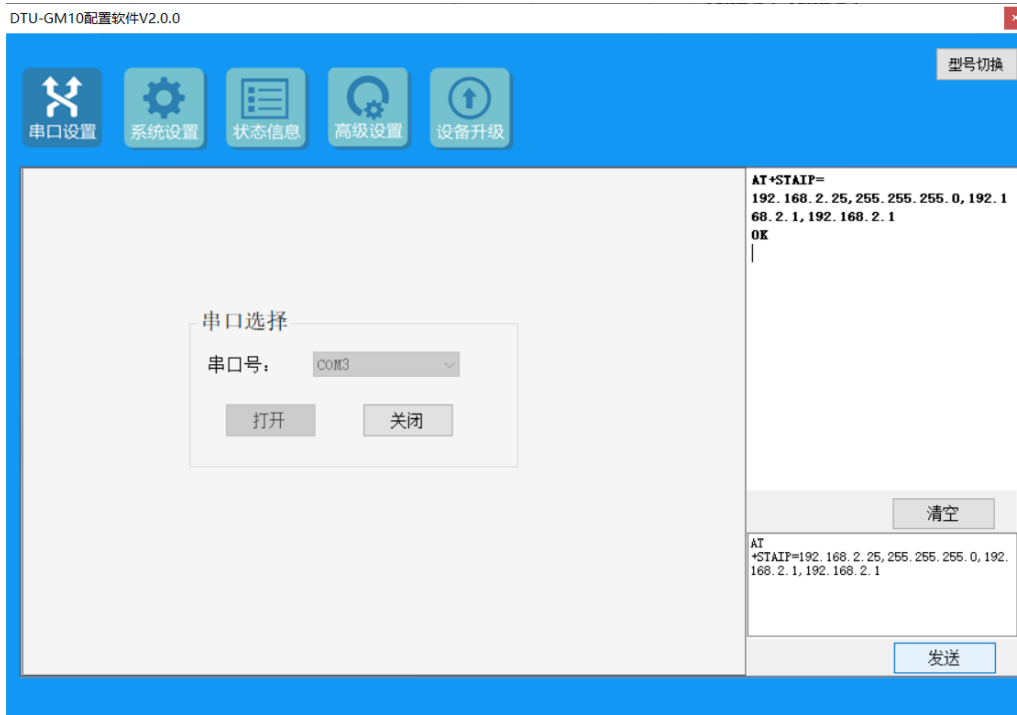 DTU-GM10配置软件V2.0.0
型号切换
串口设置
系统设置
状态信息
高级设置
设备升级
AT+STAIP=
192.168.2.25,255.255.255.0,192.1
68.2.1,192.168.2.1
OK
串口选择
串口号：
COM3
打开
关闭
清空
AT
+STAIP=192.168.2.25,255.255.255.0,192.
168.2.1,192.168.2.1
发送